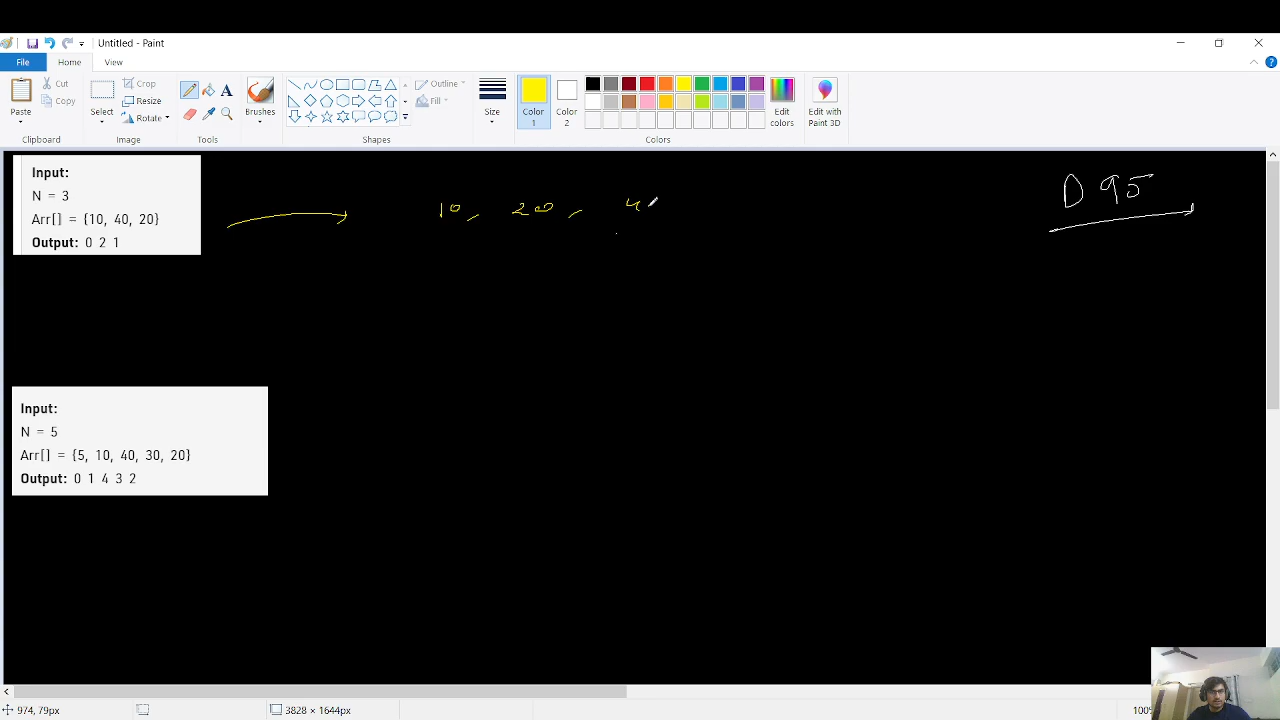 Untitled - Paint
File Home View
Paste Cut Copy Select Crop Resize Rotate Brushes Outline Fill Size Color 1 Color 2 Edit colors Edit with Paint 3D
Clipboard Image Tools Shapes Colors
Input:
N = 3
Arr[] = {10, 40, 20}
Output: 0 2 1
10, 20, 4
D 95
Input:
N = 5
Arr[] = {5, 10, 40, 30, 20}
Output: 0 1 4 3 2
974, 79px 3828 × 1644px